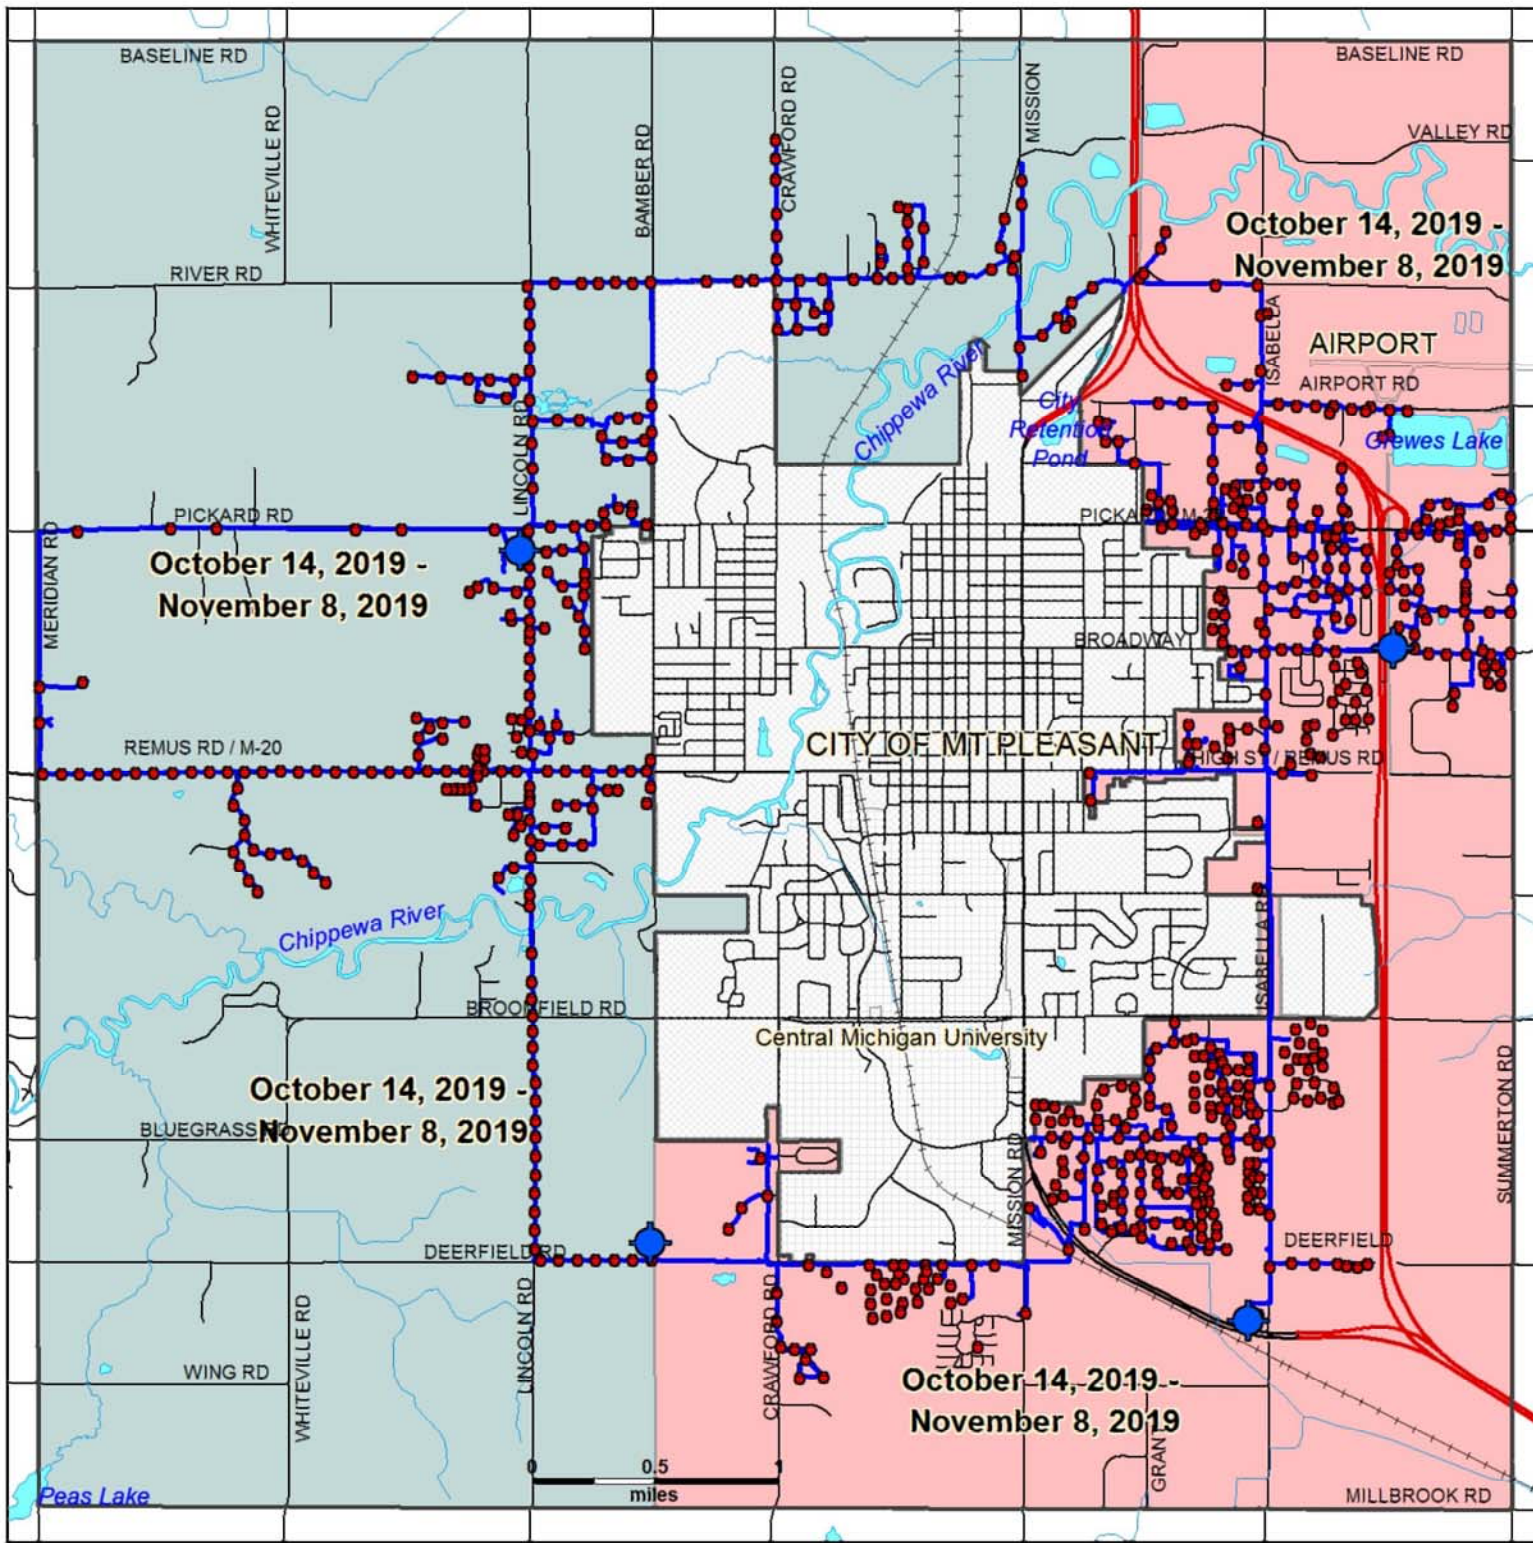 BASELINE RD
BASELINE RD
WHITEVILLE RD
BAMBER RD
CRAWFORD RD
MISSION
VALLEY RD
October 14, 2019 -
November 8, 2019
RIVER RD
ISABELLA
AIRPORT
AIRPORT RD
Chippewa River
City
Retention
Pond
Grewes Lake
LINCOLN RD
PICKARD RD
PICKARD / M-20
MERIDIAN RD
October 14, 2019 -
November 8, 2019
BROADWAY
REMUS RD / M-20
CITY OF MT PLEASANT
HIGH ST / REMUS RD
Chippewa River
ISABELLA RD
BROOMFIELD RD
Central Michigan University
October 14, 2019 -
November 8, 2019
BLUEGRASS RD
MISSION RD
SUMMERTON RD
DEERFIELD RD
DEERFIELD
WHITEVILLE RD
LINCOLN RD
CRAWFORD RD
WING RD
October 14, 2019 -
November 8, 2019
GRANT
0 0.5 1
miles
Peas Lake
MILLBROOK RD